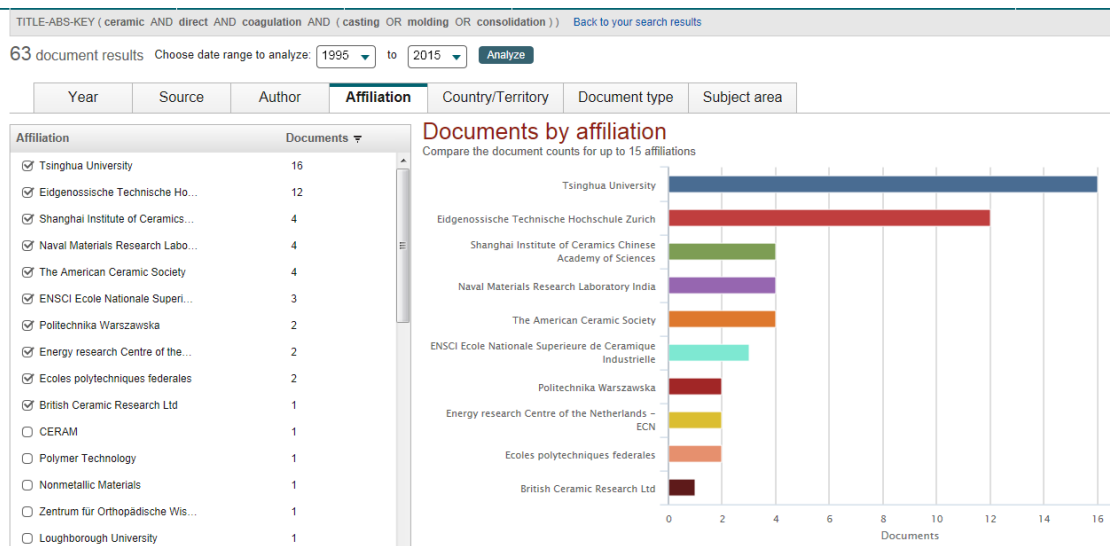 TITLE-ABS-KEY ( ceramic AND direct AND coagulation AND ( casting OR molding OR consolidation ) ) Back to your search results
63 document results Choose date range to analyze: 1995 to 2015 Analyze
Year Source Author Affiliation Country/Territory Document type Subject area
Affiliation Documents
Tsinghua University 16
Eidgenossische Technische Ho... 12
Shanghai Institute of Ceramics... 4
Naval Materials Research Labo... 4
The American Ceramic Society 4
ENSCI Ecole Nationale Superi... 3
Politechnika Warszawska 2
Energy research Centre of the... 2
Ecoles polytechniques federales 2
British Ceramic Research Ltd 1
CERAM 1
Polymer Technology 1
Nonmetallic Materials 1
Zentrum für Orthopädische Wis... 1
Loughborough University 1
Documents by affiliation
Compare the document counts for up to 15 affiliations
Tsinghua University
Eidgenossische Technische Hochschule Zurich
Shanghai Institute of Ceramics Chinese
Academy of Sciences
Naval Materials Research Laboratory India
The American Ceramic Society
ENSCI Ecole Nationale Superieure de Ceramique
Industrielle
Politechnika Warszawska
Energy research Centre of the Netherlands -
ECN
Ecoles polytechniques federales
British Ceramic Research Ltd
0 2 4 6 8 10 12 14 16
Documents